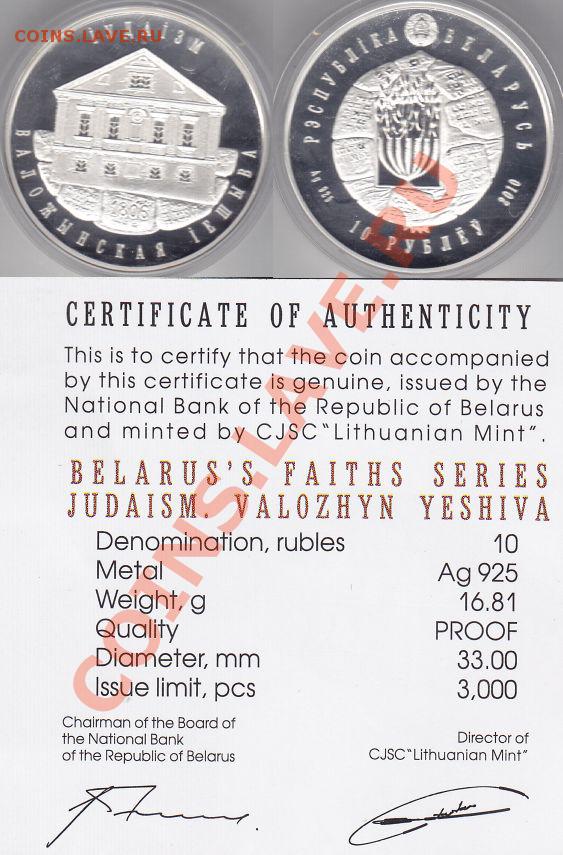 COINS.LAVE.RU
ЮДАІЗМ
ВАЛОЖЫНСКАЯ ІЕШЫВА
1806
РЭСПУБЛІКА БЕЛАРУСЬ
Ag 925
2010
10 РУБЛЁЎ
COINS.LAVE.RU
CERTIFICATE OF AUTHENTICITY
This is to certify that the coin accompanied
by this certificate is genuine, issued by the
National Bank of the Republic of Belarus
and minted by CJSC“Lithuanian Mint”.
BELARUS'S FAITHS SERIES
JUDAISM. VALOZHYN YESHIVA
Denomination, rubles 10
Metal Ag 925
Weight, g 16.81
Quality PROOF
Diameter, mm 33.00
Issue limit, pcs 3,000
Chairman of the Board of
the National Bank
of the Republic of Belarus
Director of
CJSC“Lithuanian Mint”